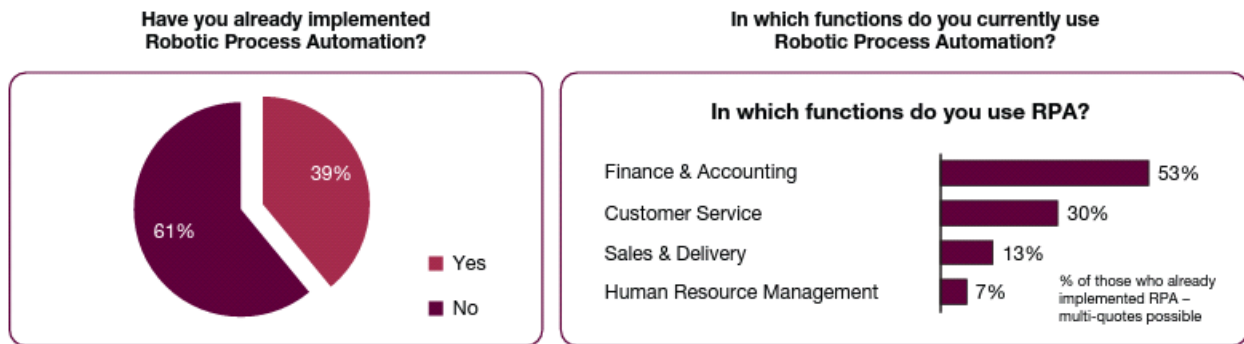 Have you already implemented
Robotic Process Automation?
39%
61%
Yes
No
In which functions do you currently use
Robotic Process Automation?
In which functions do you use RPA?
Finance & Accounting 53%
Customer Service 30%
Sales & Delivery 13%
Human Resource Management 7%
% of those who already
implemented RPA –
multi-quotes possible